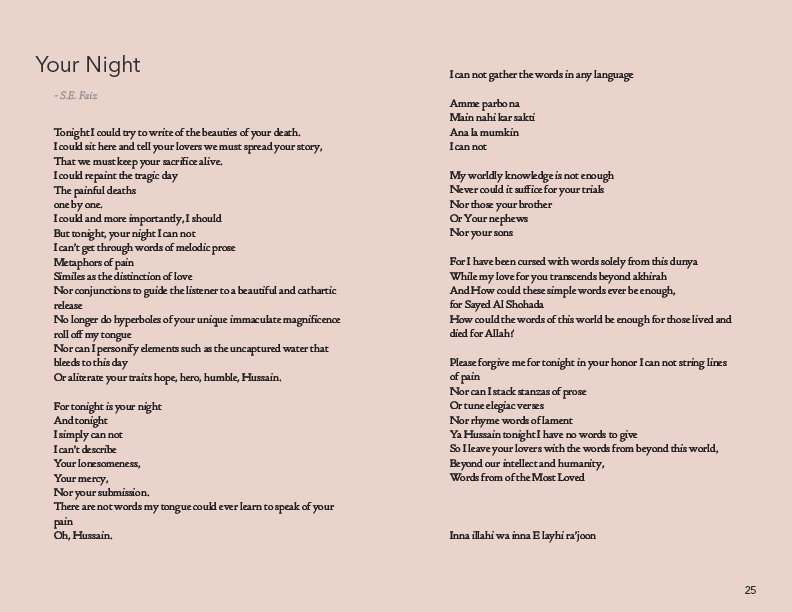 Your Night
- S.E. Faiz
Tonight I could try to write of the beauties of your death.
I could sit here and tell your lovers we must spread your story,
That we must keep your sacrifice alive.
I could repaint the tragic day
The painful deaths
one by one.
I could and more importantly, I should
But tonight, your night I can not
I can't get through words of melodic prose
Metaphors of pain
Similes as the distinction of love
Nor conjunctions to guide the listener to a beautiful and cathartic
release
No longer do hyperboles of your unique immaculate magnificence
roll off my tongue
Nor can I personify elements such as the uncaptured water that
bleeds to this day
Or aliterate your traits hope, hero, humble, Hussain.
For tonight is your night
And tonight
I simply can not
I can't describe
Your lonesomeness,
Your mercy,
Nor your submission.
There are not words my tongue could ever learn to speak of your
pain
Oh, Hussain.
I can not gather the words in any language
Amme parbo na
Main nahi kar sakti
Ana la mumkin
I can not
My worldly knowledge is not enough
Never could it suffice for your trials
Nor those your brother
Or Your nephews
Nor your sons
For I have been cursed with words solely from this dunya
While my love for you transcends beyond akhirah
And How could these simple words ever be enough,
for Sayed Al Shohada
How could the words of this world be enough for those lived and
died for Allah?
Please forgive me for tonight in your honor I can not string lines
of pain
Nor can I stack stanzas of prose
Or tune elegiac verses
Nor rhyme words of lament
Ya Hussain tonight I have no words to give
So I leave your lovers with the words from beyond this world,
Beyond our intellect and humanity,
Words from of the Most Loved
Inna illahi wa inna E layhi ra'joon
25